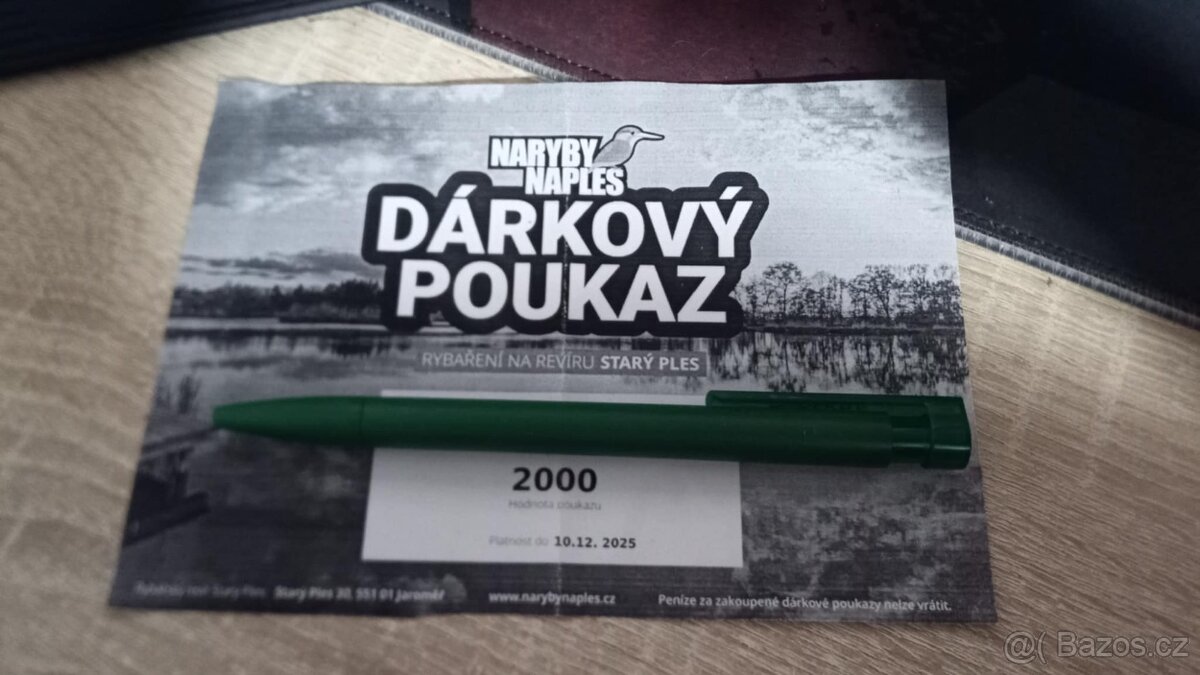 NARYBY
NAPLES
DÁRKOVÝ
POUKAZ
RYBAŘENÍ NA REVÍRU STARÝ PLES
2000
Hodnota poukazu
Platnost do 10.12. 2025
Starý Ples 30, 551 01 Jaroměř
www.narybynaples.cz
Peníze za zakoupené dárkové poukazy nelze vrátit.
@( Bazos.cz